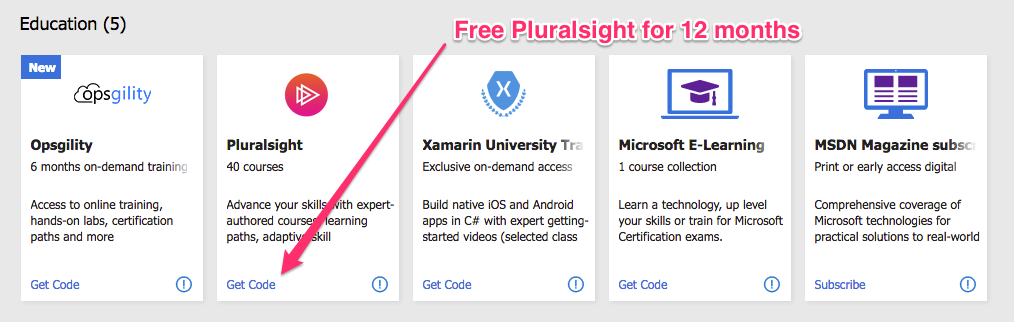 Education (5)
Free Pluralsight for 12 months
New
opsgility
Opsgility
6 months on-demand training
Access to online training,
hands-on labs, certification
paths and more
Get Code
Pluralsight
40 courses
Advance your skills with expert-
authored courses, learning
paths, adaptive skill
Get Code
X
Xamarin University Tra
Exclusive on-demand access
Build native iOS and Android
apps in C# with expert getting-
started videos (selected class
Get Code
Microsoft E-Learning
1 course collection
Learn a technology, up level
your skills or train for Microsoft
Certification exams.
Get Code
MSDN Magazine subsc
Print or early access digital
Comprehensive coverage of
Microsoft technologies for
practical solutions to real-world
Subscribe